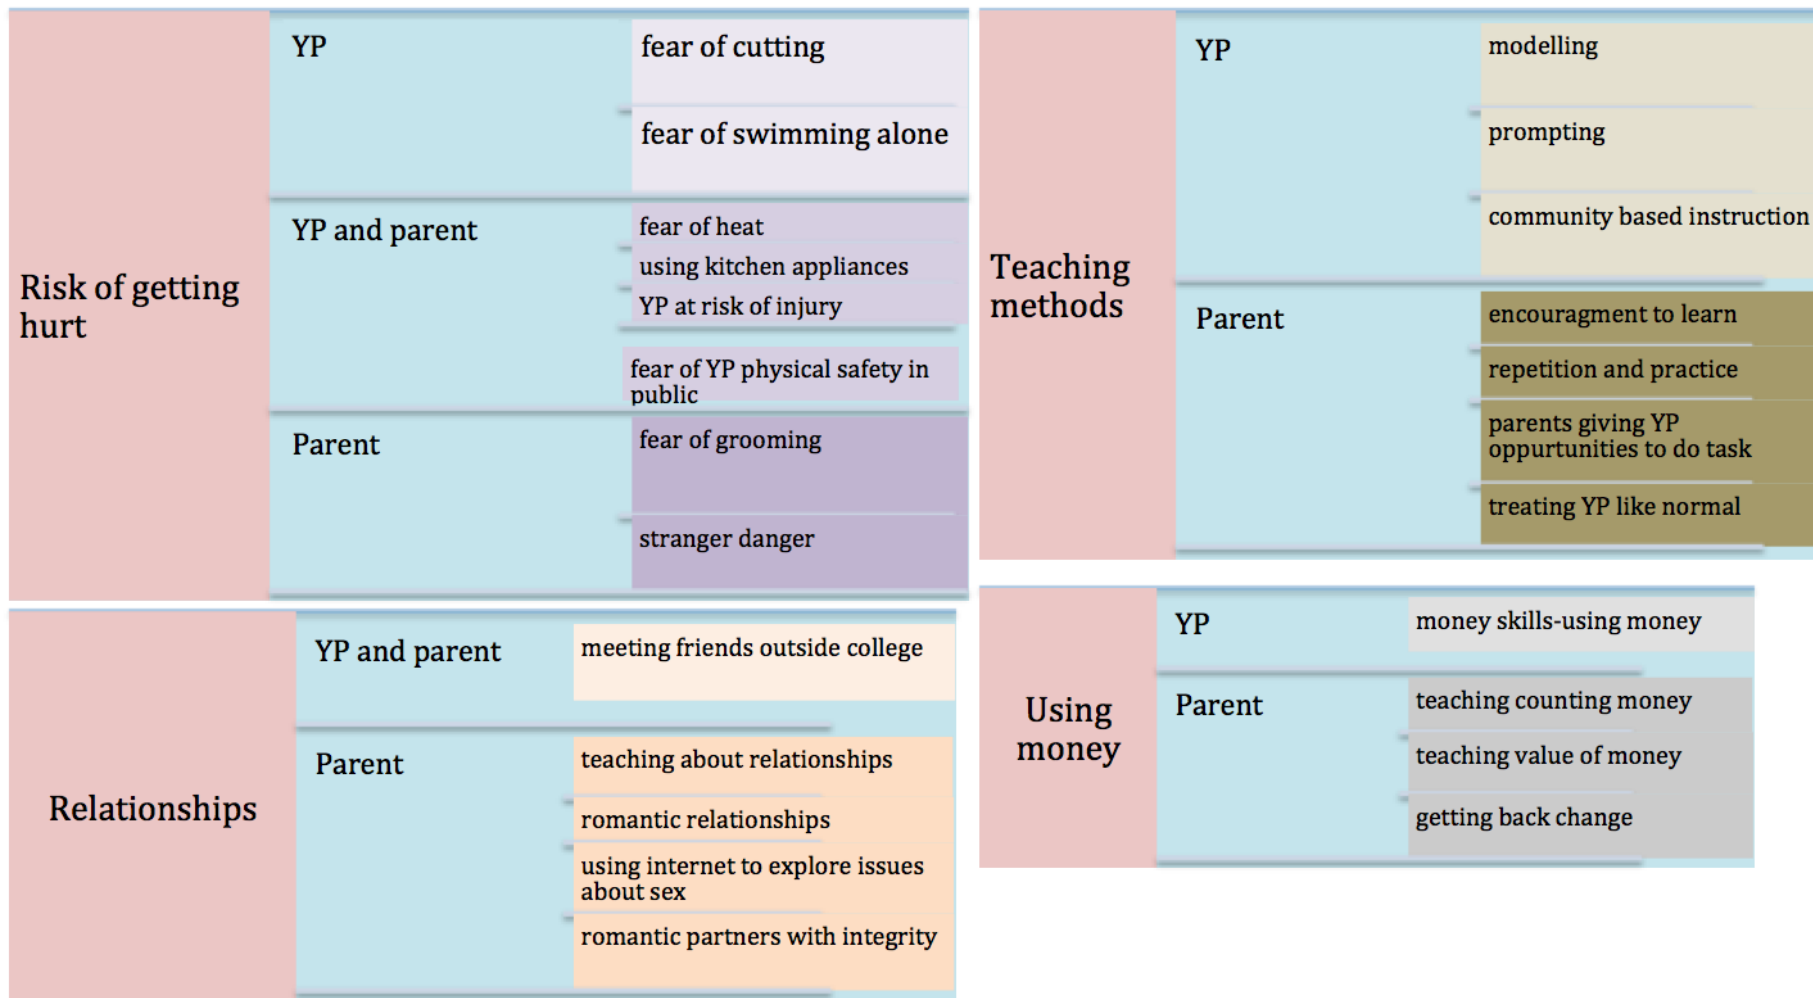 Risk of getting
hurt
YP
fear of cutting
fear of swimming alone
YP and parent
fear of heat
using kitchen appliances
YP at risk of injury
fear of YP physical safety in
public
Parent
fear of grooming
stranger danger
Teaching
methods
YP
modelling
prompting
community based instruction
Parent
encouragment to learn
repetition and practice
parents giving YP
oppurtunities to do task
treating YP like normal
Relationships
YP and parent
meeting friends outside college
Parent
teaching about relationships
romantic relationships
using internet to explore issues
about sex
romantic partners with integrity
Using
money
YP
money skills-using money
Parent
teaching counting money
teaching value of money
getting back change